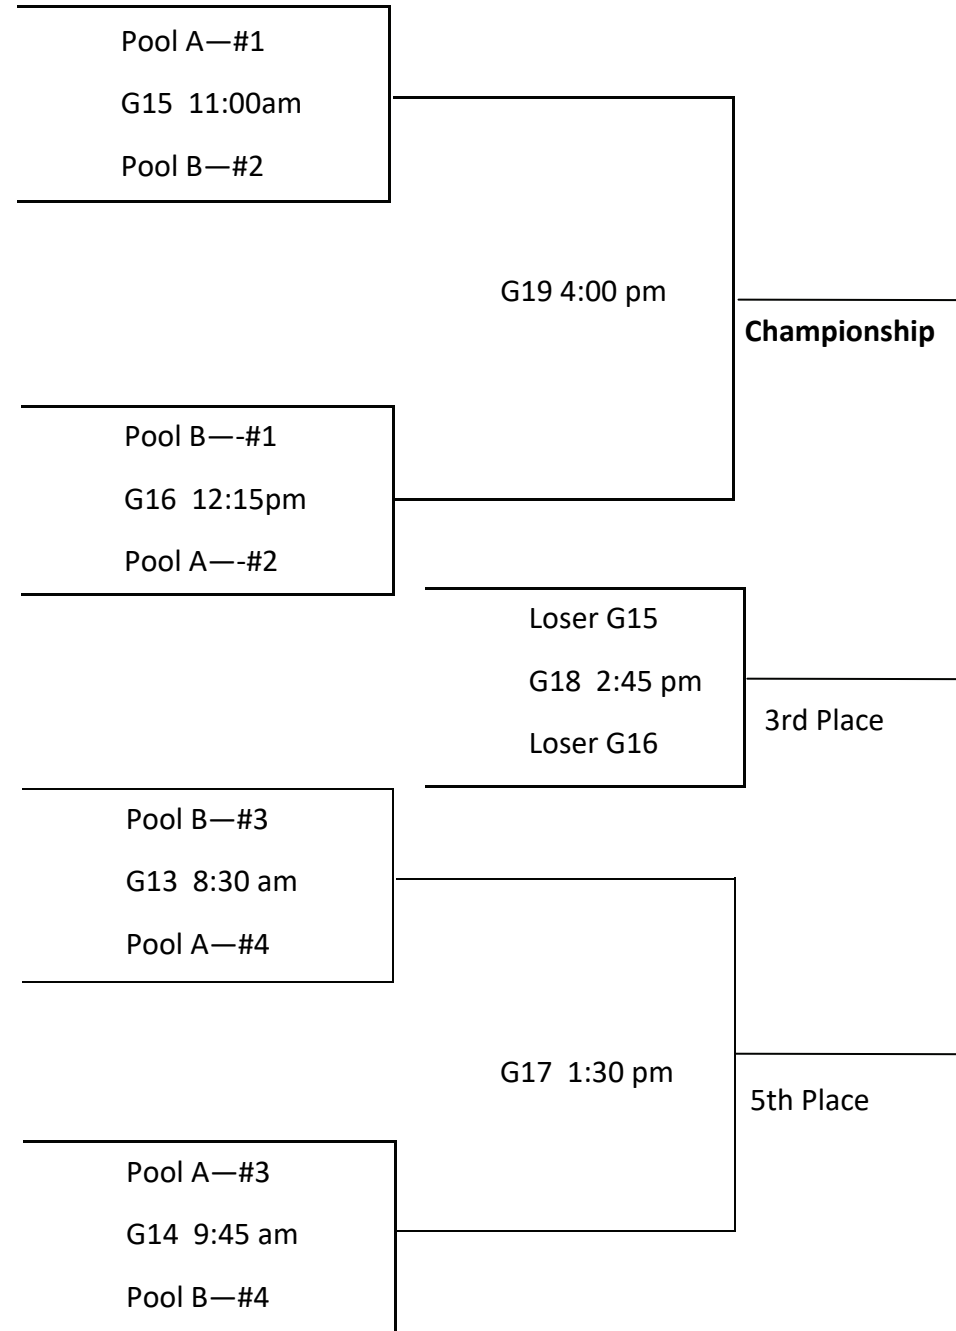 Pool A—#1
G15 11:00am
Pool B—#2
G19 4:00 pm
Championship
Pool B—-#1
G16 12:15pm
Pool A—-#2
Loser G15
G18 2:45 pm
Loser G16
3rd Place
Pool B—#3
G13 8:30 am
Pool A—#4
G17 1:30 pm
5th Place
Pool A—#3
G14 9:45 am
Pool B—#4